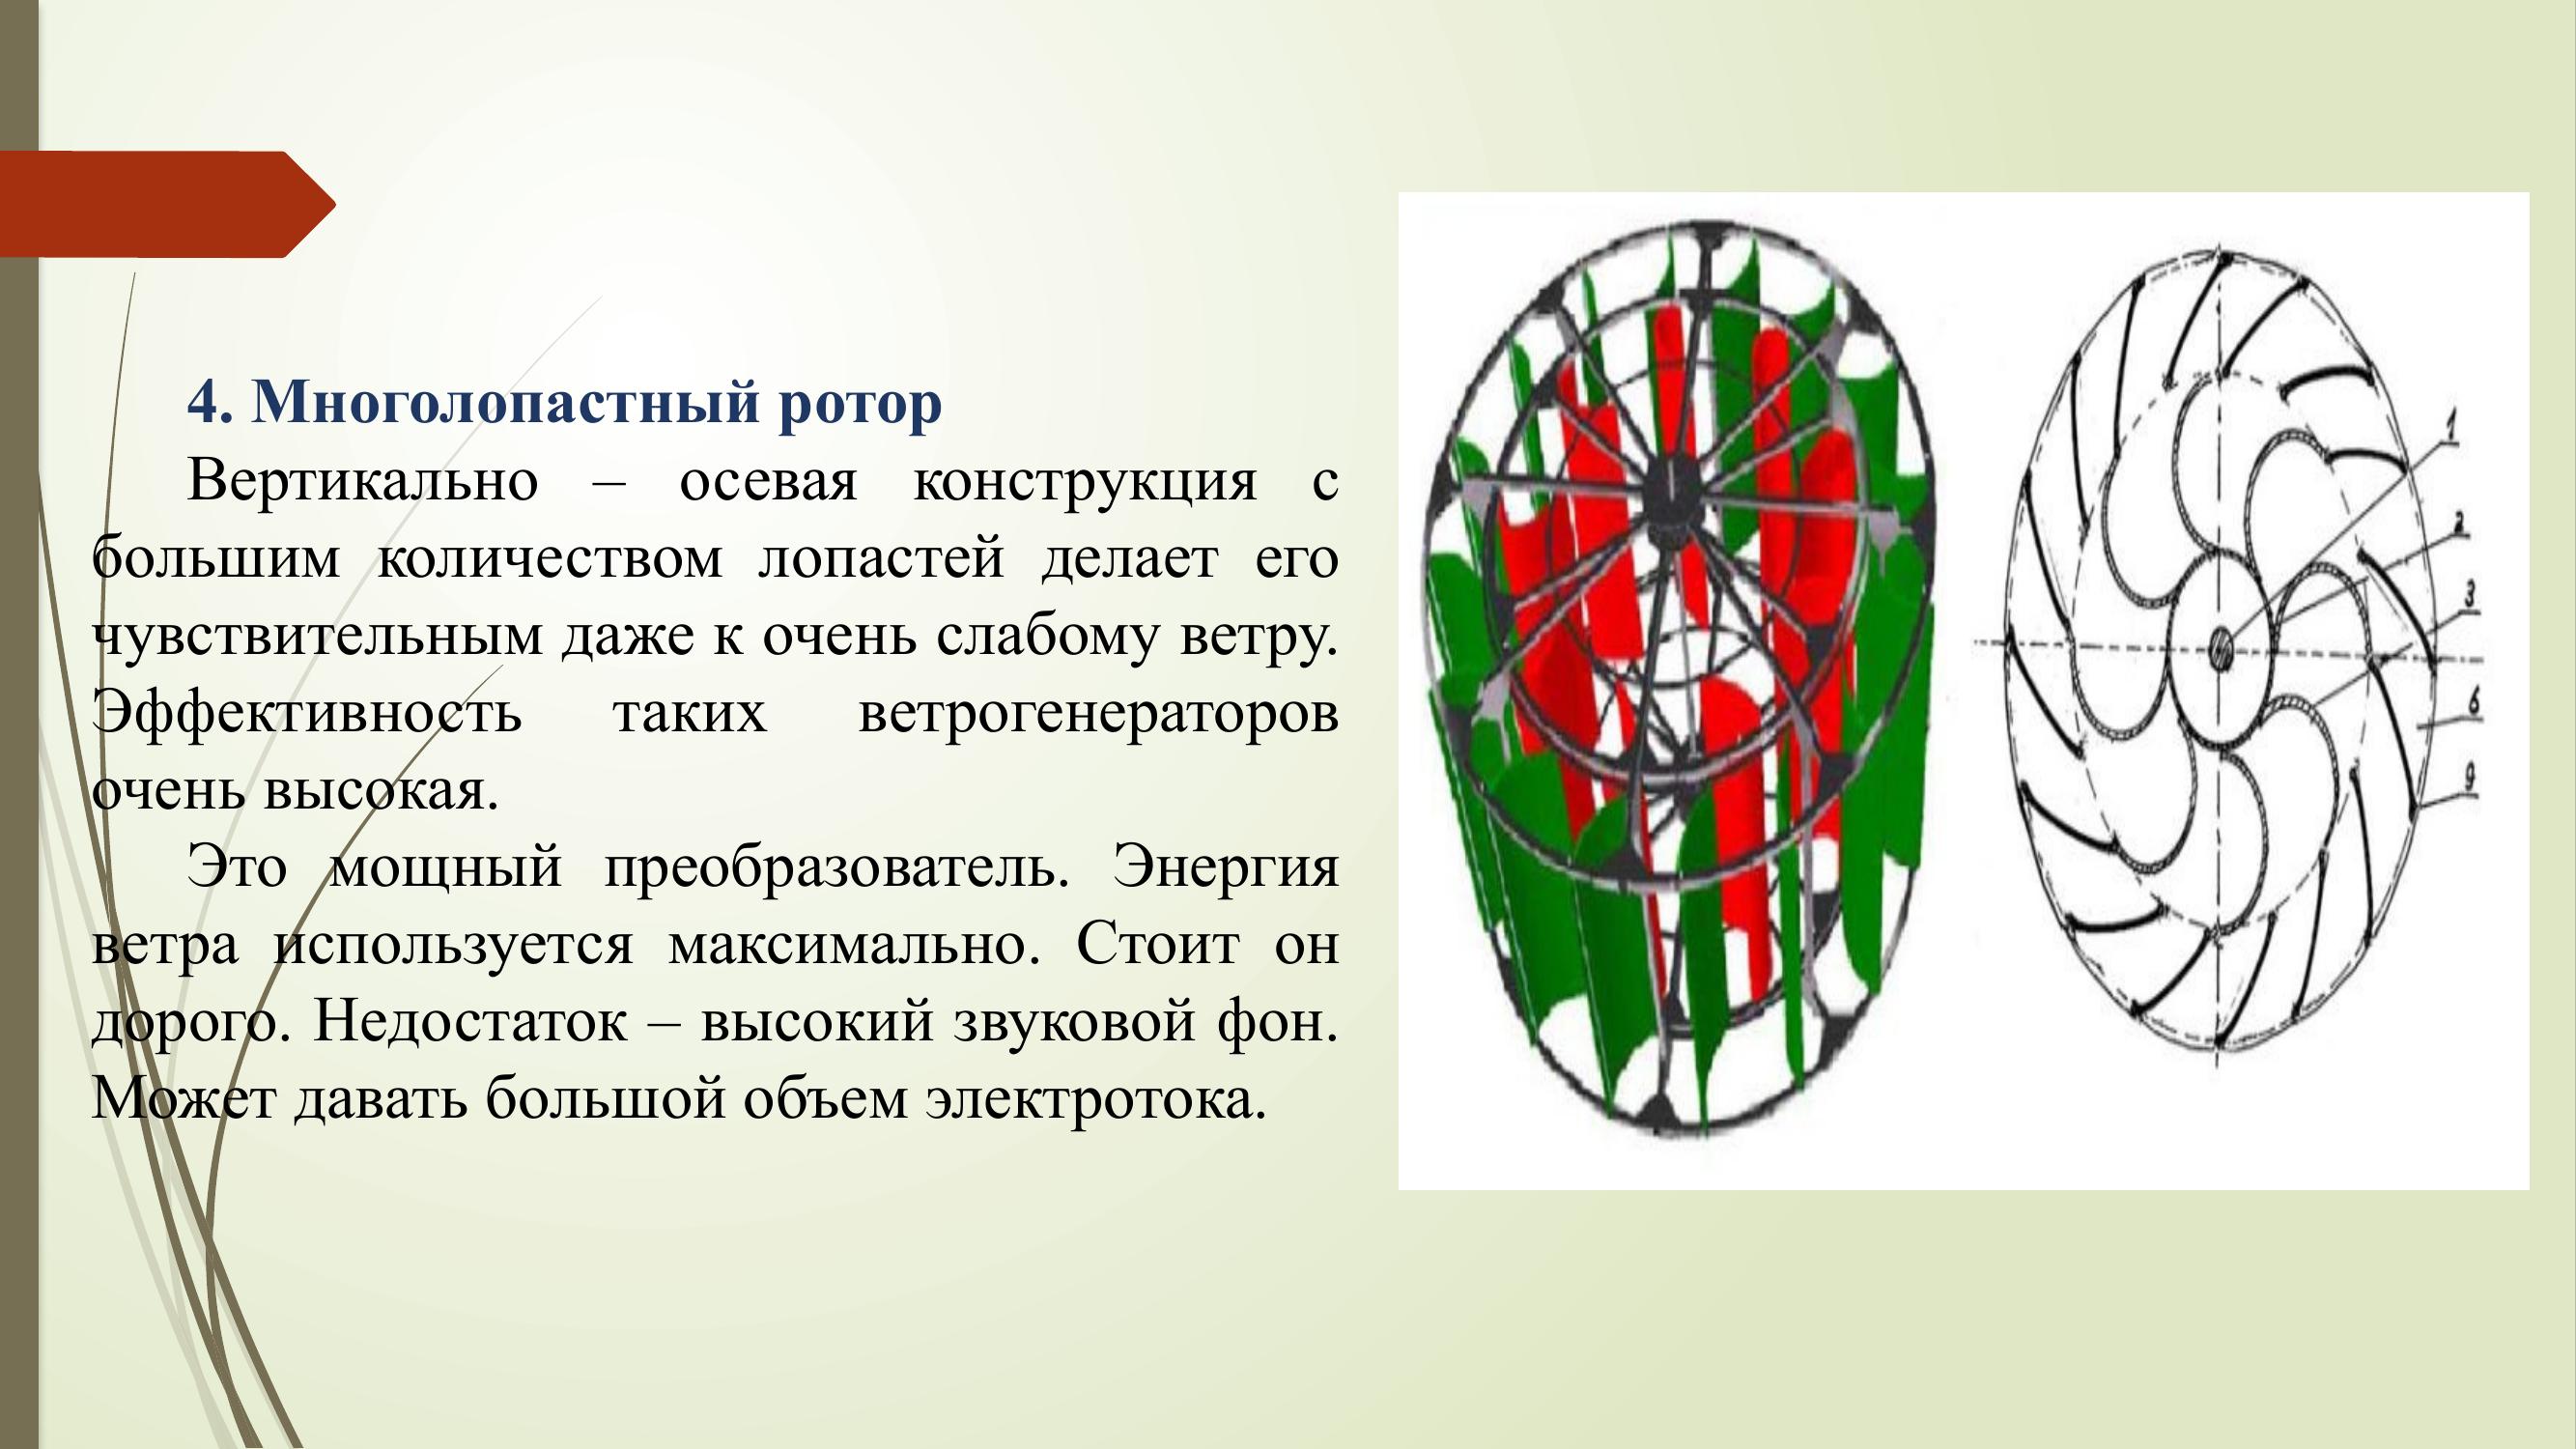 4. Многолопастный ротор
Вертикально – осевая конструкция с
большим количеством лопастей делает его
чувствительным даже к очень слабому ветру.
Эффективность таких ветрогенераторов
очень высокая.
Это мощный преобразователь. Энергия
ветра используется максимально. Стоит он
дорого. Недостаток – высокий звуковой фон.
Может давать большой объем электротока.
1
2
3
6
9